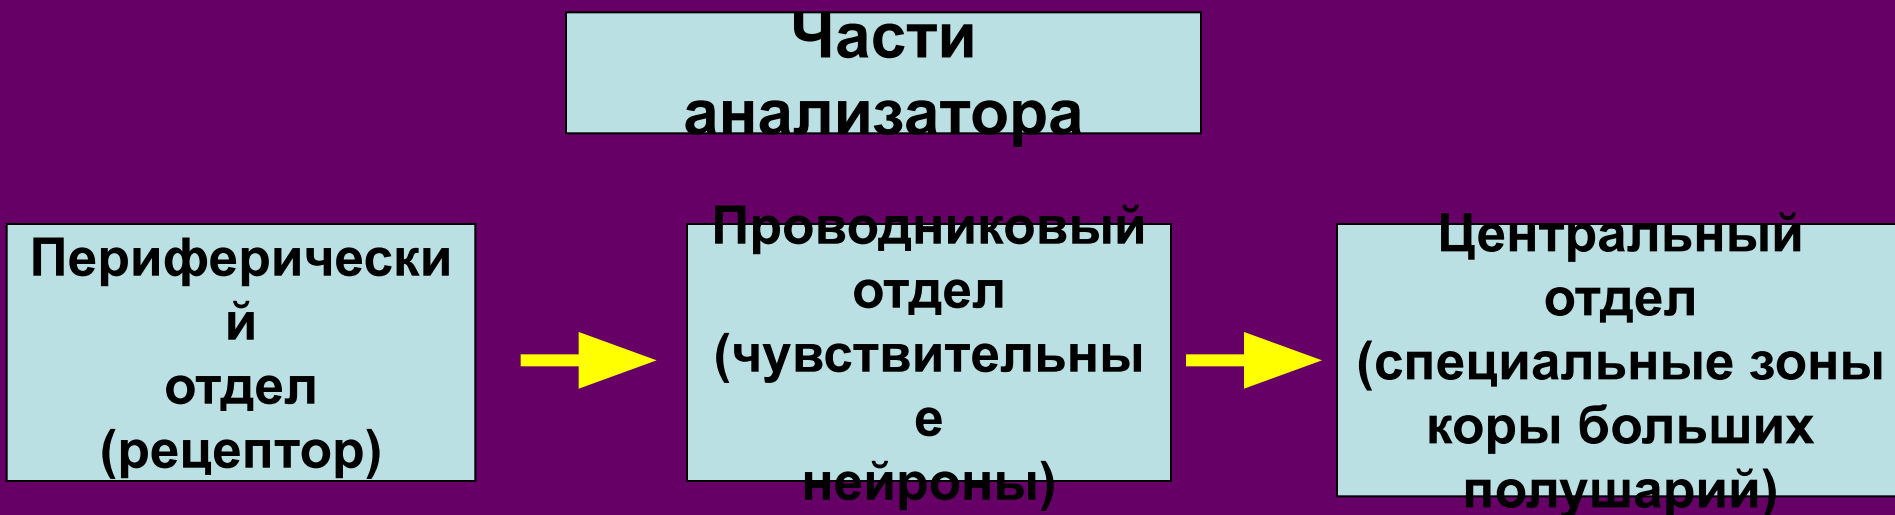 Части
анализатора
Периферически
й
отдел
(рецептор)
Проводниковый
отдел
(чувствительны
е
нейроны)
Центральный
отдел
(специальные зоны
коры больших
полушарий)